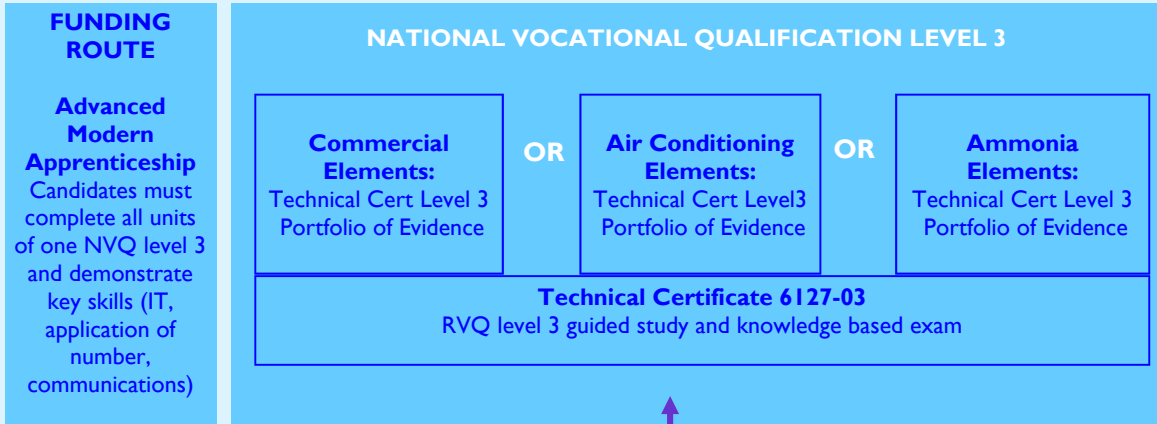 FUNDING
ROUTE
Advanced
Modern
Apprenticeship
Candidates must
complete all units
of one NVQ level 3
and demonstrate
key skills (IT,
application of
number,
communications)
NATIONAL VOCATIONAL QUALIFICATION LEVEL 3
Commercial
Elements:
Technical Cert Level 3
Portfolio of Evidence
OR
Air Conditioning
Elements:
Technical Cert Level3
Portfolio of Evidence
OR
Ammonia
Elements:
Technical Cert Level 3
Portfolio of Evidence
Technical Certificate 6127-03
RVQ level 3 guided study and knowledge based exam